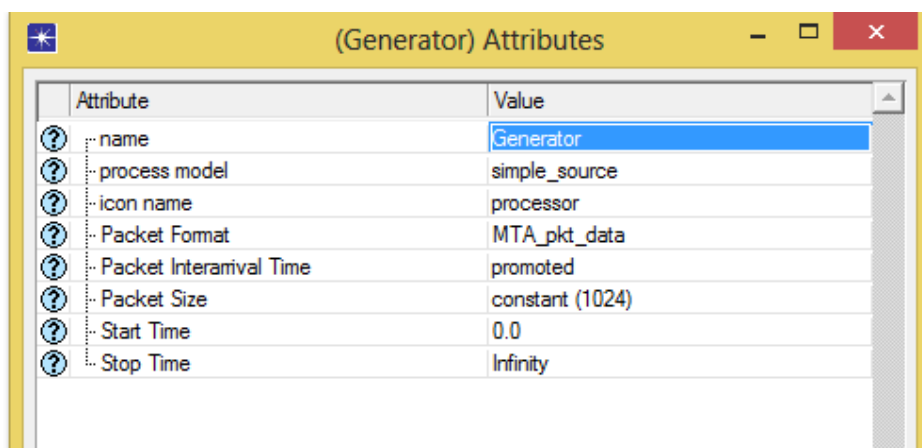 (Generator) Attributes
Attribute Value
name Generator
process model simple_source
icon name processor
Packet Format MTA_pkt_data
Packet Interarrival Time promoted
Packet Size constant (1024)
Start Time 0.0
Stop Time Infinity